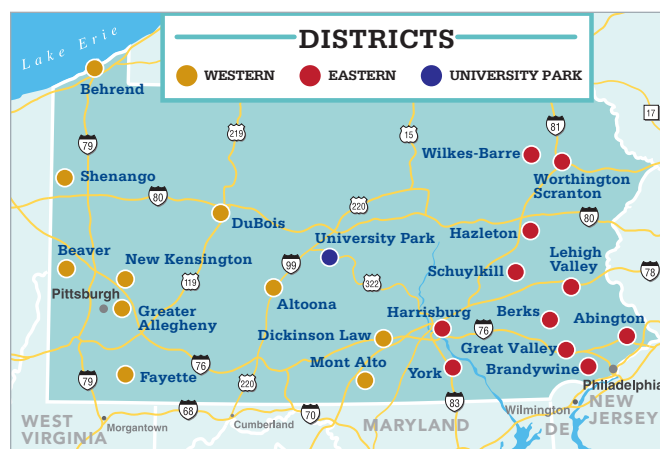 Lake Erie
DISTRICTS
WESTERN
EASTERN
UNIVERSITY PARK
Behrend
79
219
15
81
17
Wilkes-Barre
Worthington
Scranton
Shenango
80
220
80
DuBois
Hazleton
University Park
Beaver
New Kensington
99
Lehigh
Valley
78
Schuylkill
119
322
Pittsburgh
Altoona
Greater
Allegheny
Harrisburg
Berks
Abington
Dickinson Law
76
Great Valley
76
Mont Alto
York
Brandywine
79
Fayette
220
Philadelphia
68
70
83
Wilmington
NEW
JERSEY
WEST
VIRGINIA
Morgantown
Cumberland
MARYLAND
DE